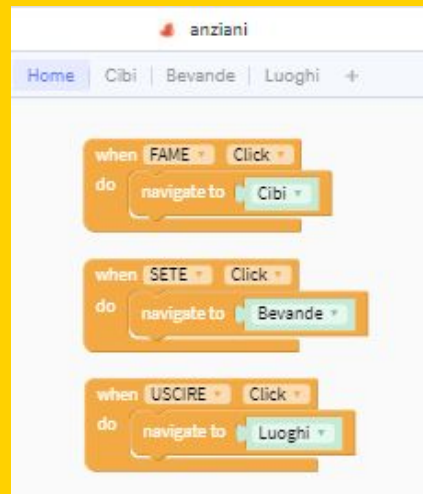 anziani
Home Cibi Bevande Luoghi +
when FAME Click
do navigate to Cibi
when SETE Click
do navigate to Bevande
when USCIRE Click
do navigate to Luoghi